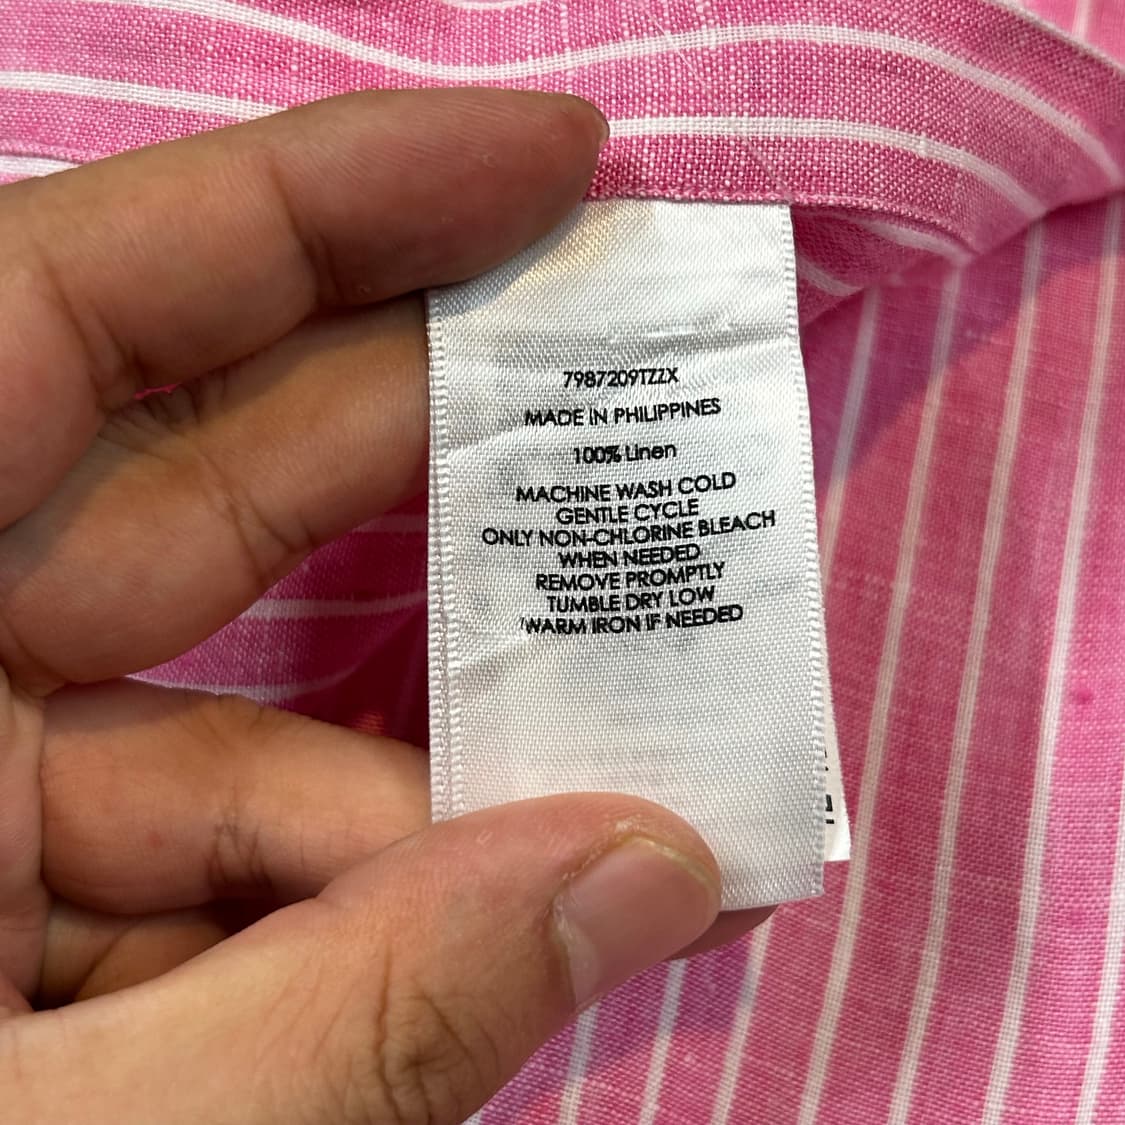 7987209TZZX
MADE IN PHILIPPINES
100% Linen
MACHINE WASH COLD
GENTLE CYCLE
ONLY NON-CHLORINE BLEACH
WHEN NEEDED
REMOVE PROMPTLY
TUMBLE DRY LOW
WARM IRON IF NEEDED